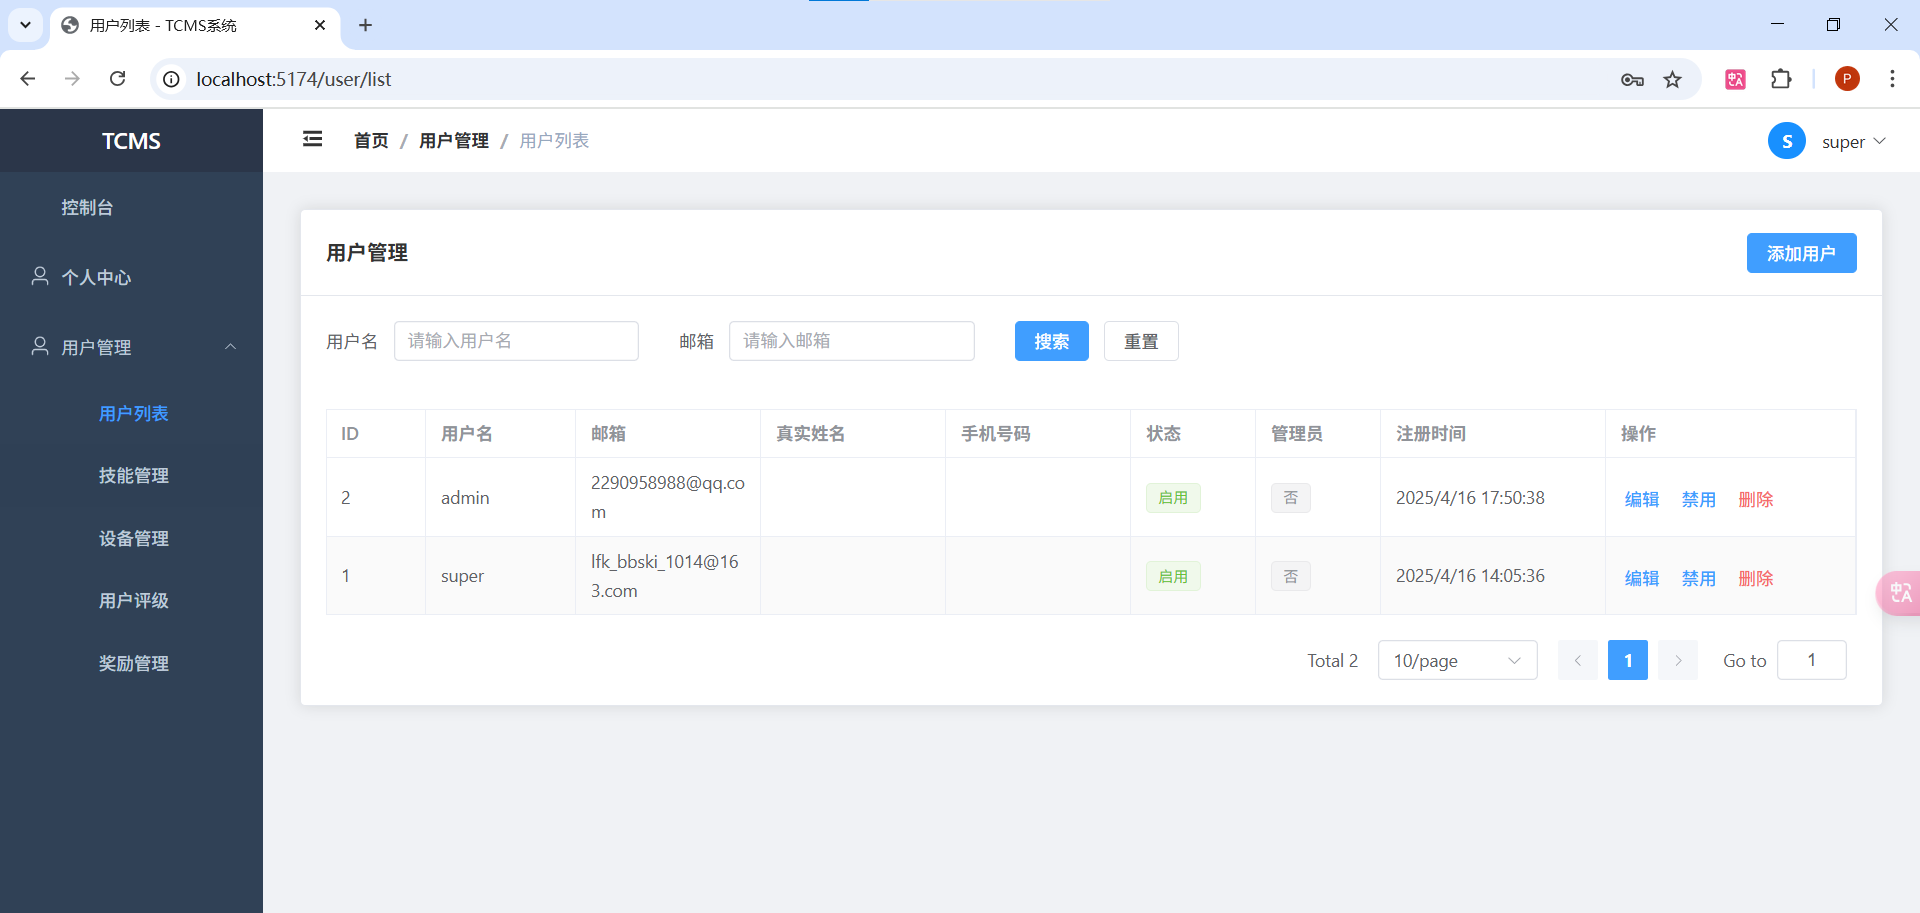 用户列表 - TCMS系统
localhost:5174/user/list
P
TCMS
控制台
个人中心
用户管理
用户列表
技能管理
设备管理
用户评级
奖励管理
首页 / 用户管理 / 用户列表
S super
用户管理
添加用户
用户名 请输入用户名 邮箱 请输入邮箱 搜索 重置
ID 用户名 邮箱 真实姓名 手机号码 状态 管理员 注册时间 操作
2 admin 2290958988@qq.co
m 启用 否 2025/4/16 17:50:38 编辑 禁用 删除
1 super lfk_bbski_1014@16
3.com 启用 否 2025/4/16 14:05:36 编辑 禁用 删除
中A
Total 2 10/page 1 Go to 1